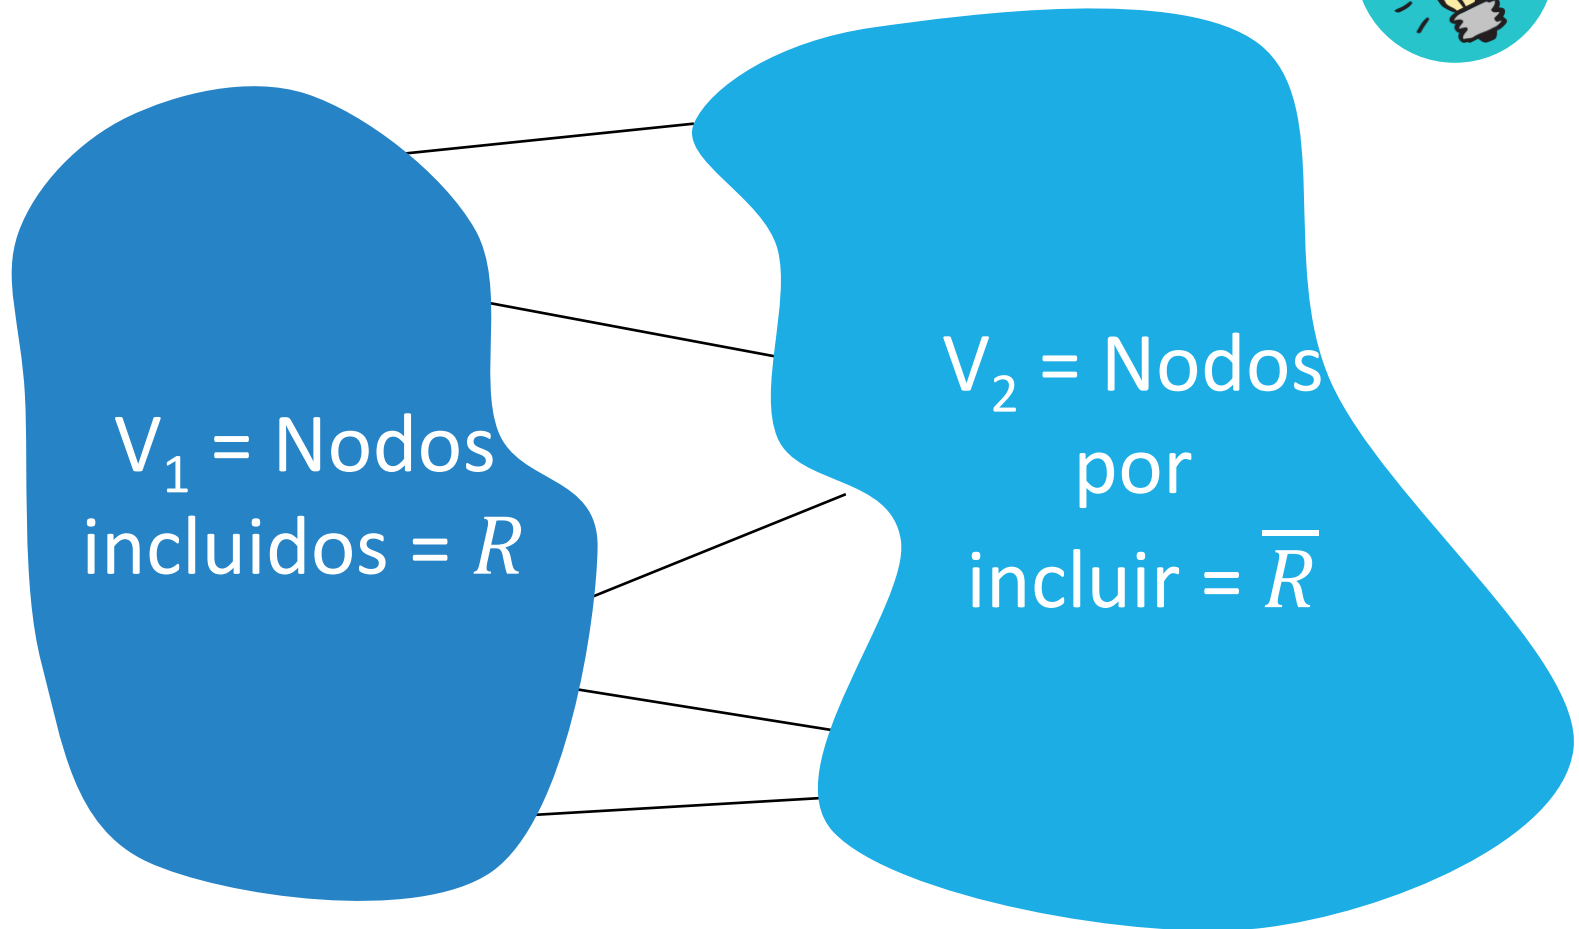 V₁ = Nodos
incluidos = R
V₂ = Nodos
por
incluir = R̅